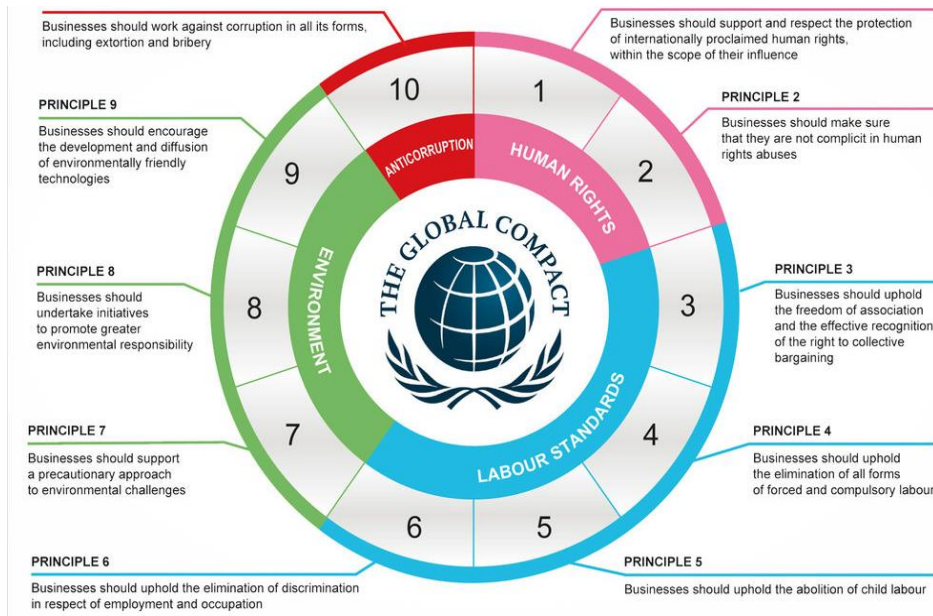 Businesses should work against corruption in all its forms,
including extortion and bribery
Businesses should support and respect the protection
of internationally proclaimed human rights,
within the scope of their influence
PRINCIPLE 2
Businesses should make sure
that they are not complicit in human
rights abuses
PRINCIPLE 3
Businesses should uphold
the freedom of association
and the effective recognition
of the right to collective
bargaining
PRINCIPLE 4
Businesses should uphold
the elimination of all forms
of forced and compulsory labour
PRINCIPLE 5
Businesses should uphold the abolition of child labour
PRINCIPLE 6
Businesses should uphold the elimination of discrimination
in respect of employment and occupation
PRINCIPLE 7
Businesses should support
a precautionary approach
to environmental challenges
PRINCIPLE 8
Businesses should
undertake initiatives
to promote greater
environmental responsibility
PRINCIPLE 9
Businesses should encourage
the development and diffusion
of environmentally friendly
technologies
1
2
3
4
5
6
7
8
9
10
HUMAN RIGHTS
LABOUR STANDARDS
ENVIRONMENT
ANTICORRUPTION
THE GLOBAL COMPACT